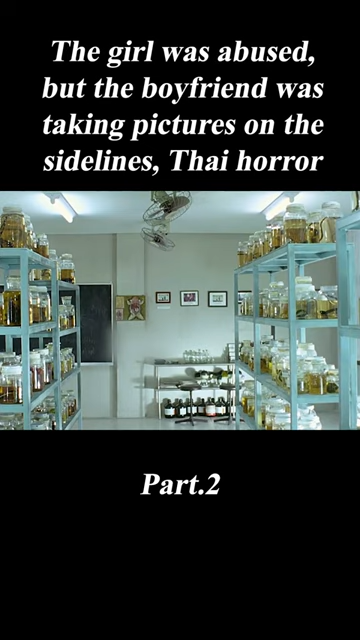 The girl was abused,
but the boyfriend was
taking pictures on the
sidelines, Thai horror
Part.2